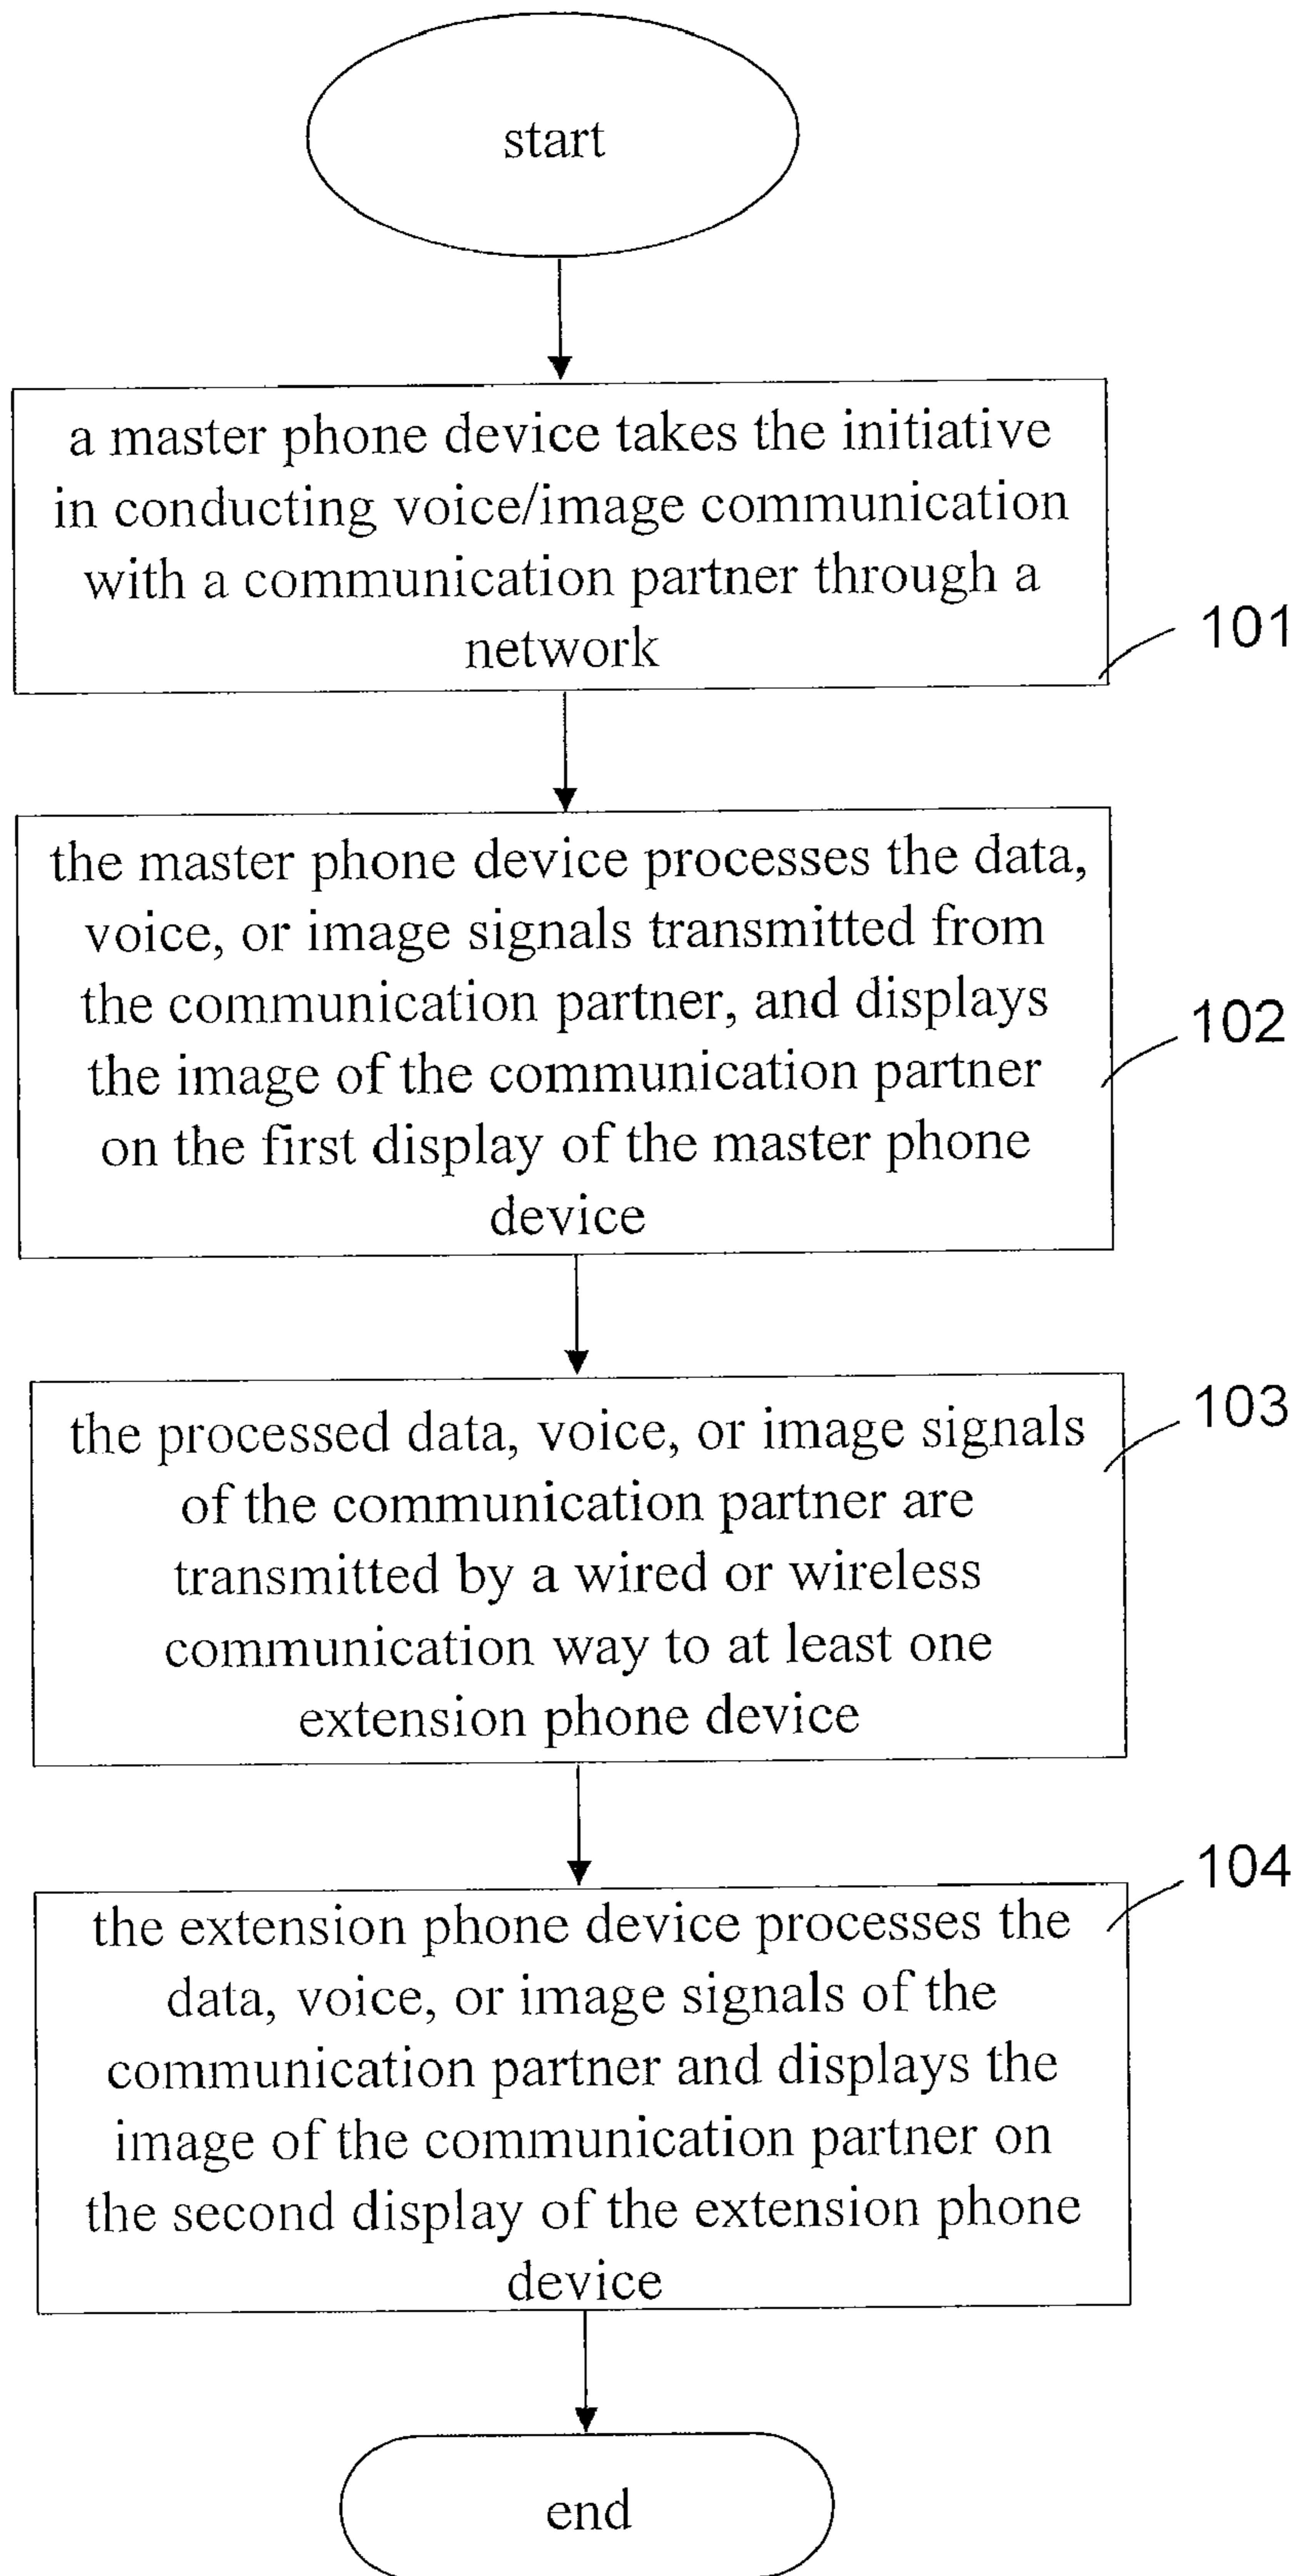 start
a master phone device takes the initiative
in conducting voice/image communication
with a communication partner through a
network
101
the master phone device processes the data,
voice, or image signals transmitted from
the communication partner, and displays
the image of the communication partner
on the first display of the master phone
device
102
the processed data, voice, or image signals
of the communication partner are
transmitted by a wired or wireless
communication way to at least one
extension phone device
103
the extension phone device processes the
data, voice, or image signals of the
communication partner and displays the
image of the communication partner on
the second display of the extension phone
device
104
end